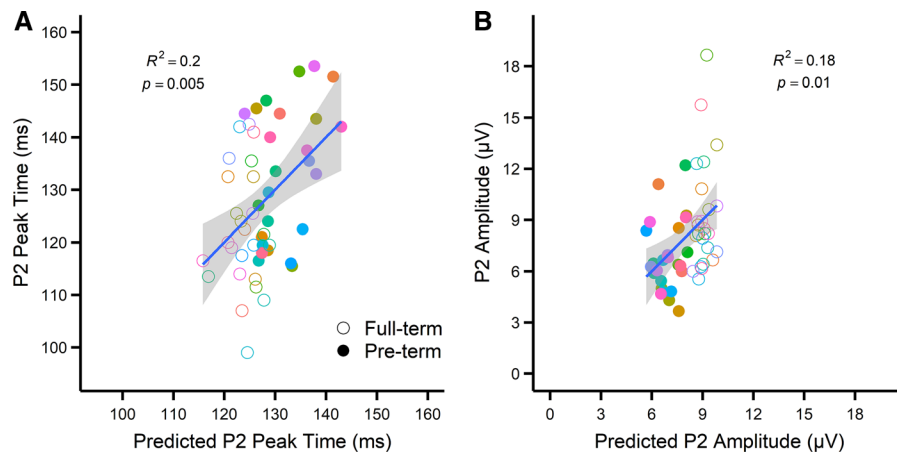 A
R² = 0.2
p = 0.005
P2 Peak Time (ms)
160
150
140
130
120
110
100
Full-term
Pre-term
100 110 120 130 140 150 160
Predicted P2 Peak Time (ms)
B
R² = 0.18
p = 0.01
P2 Amplitude (µV)
18
15
12
9
6
3
0
0 3 6 9 12 15 18
Predicted P2 Amplitude (µV)